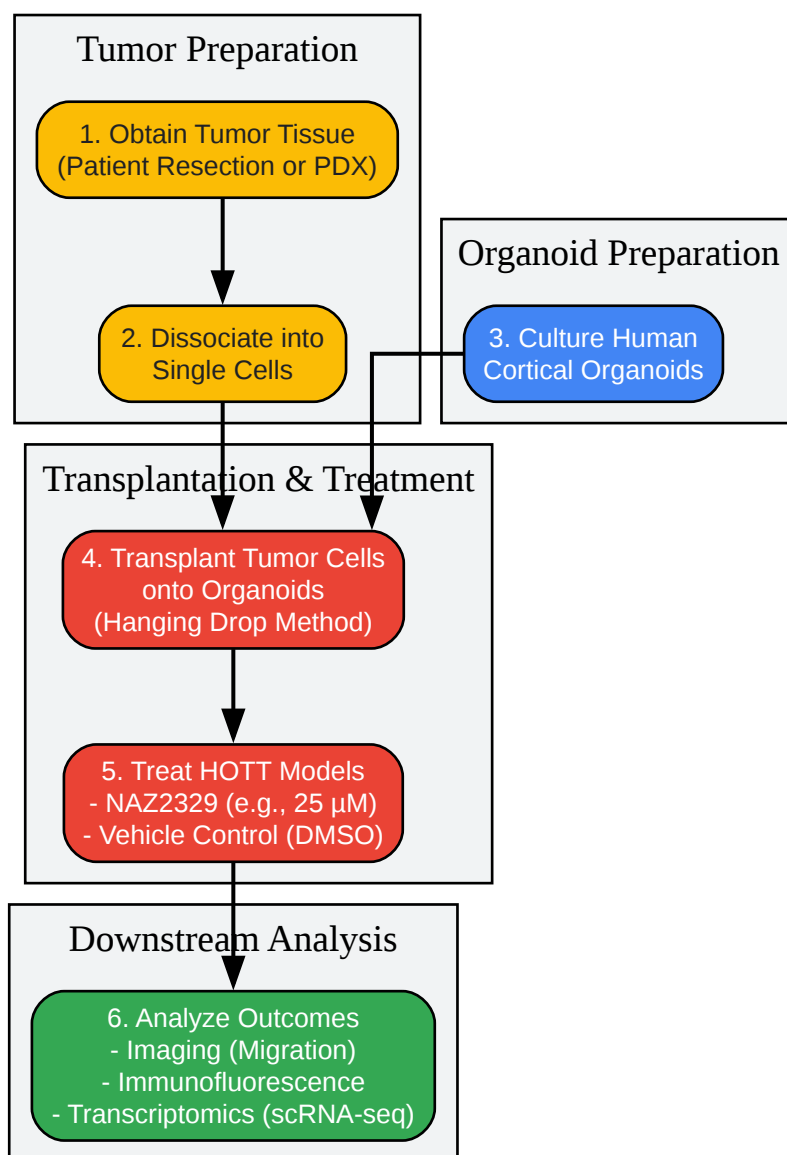 Tumor Preparation
1. Obtain Tumor Tissue
(Patient Resection or PDX)
2. Dissociate into
Single Cells
Organoid Preparation
3. Culture Human
Cortical Organoids
Transplantation & Treatment
4. Transplant Tumor Cells
onto Organoids
(Hanging Drop Method)
5. Treat HOTT Models
- NAZ2329 (e.g., 25 µM)
- Vehicle Control (DMSO)
Downstream Analysis
6. Analyze Outcomes
- Imaging (Migration)
- Immunofluorescence
- Transcriptomics (scRNA-seq)